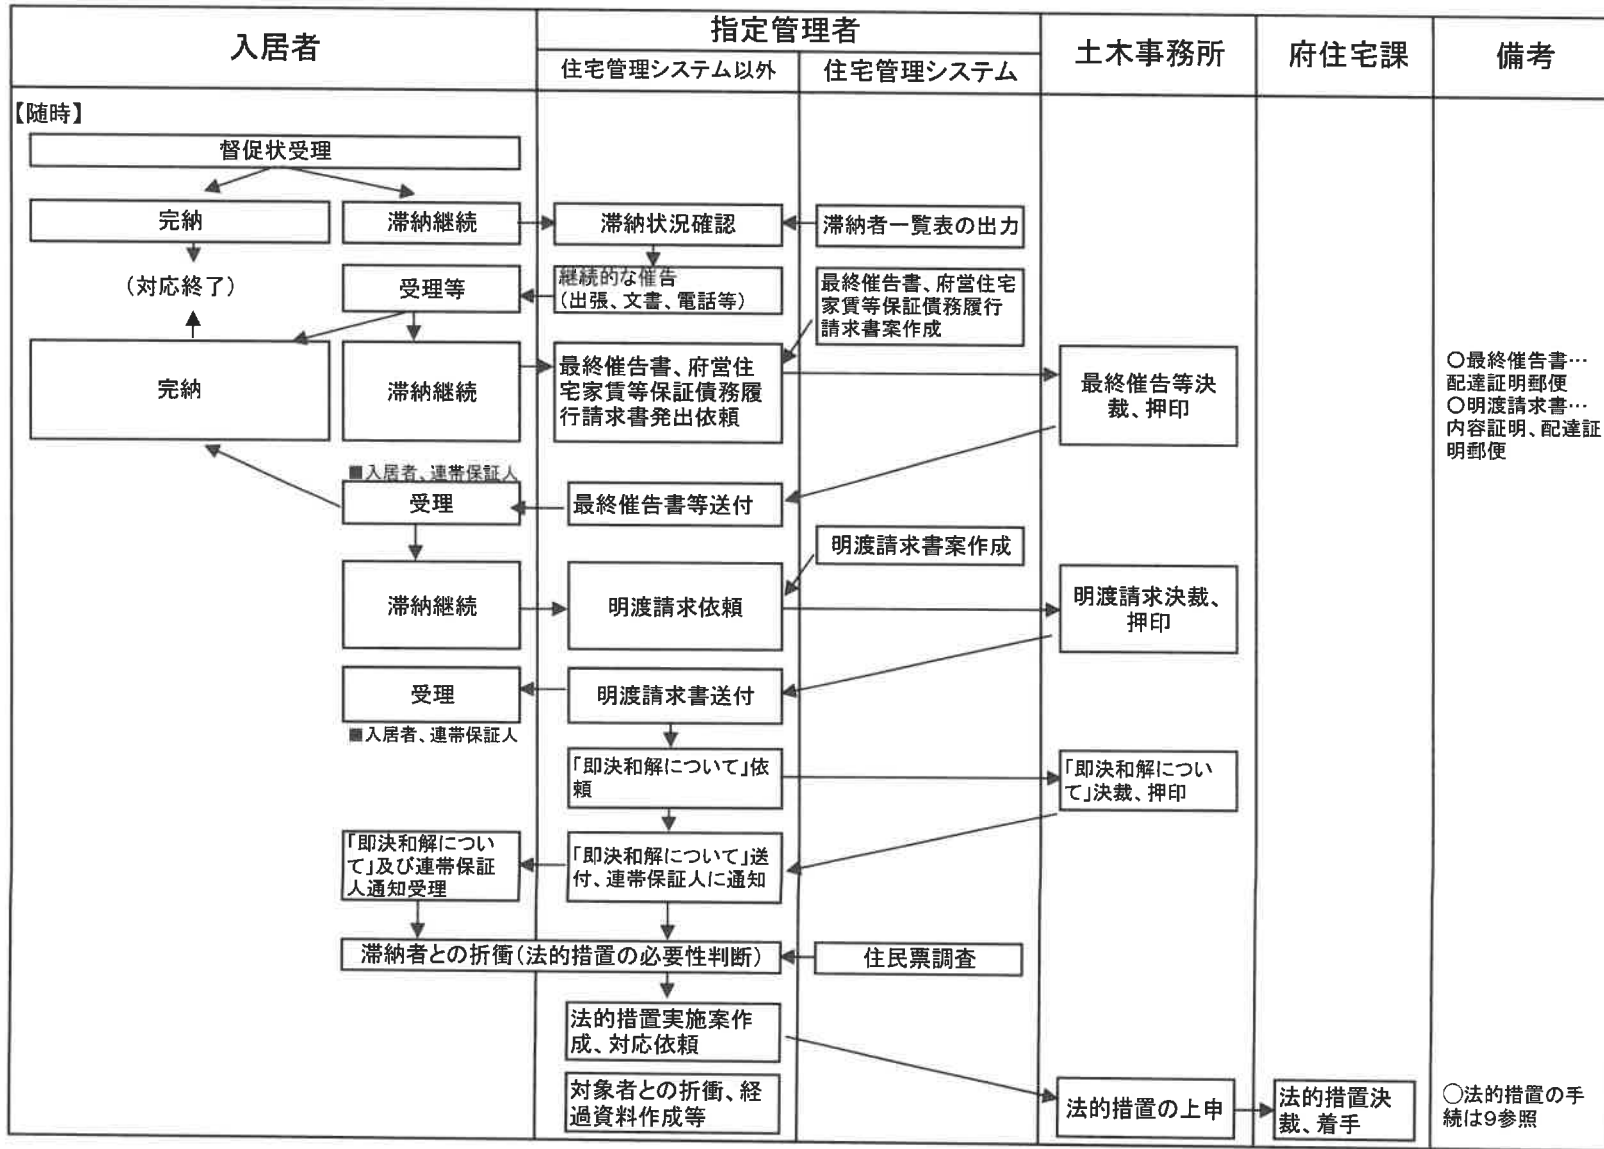 入居者
指定管理者
住宅管理システム以外
住宅管理システム
土木事務所
府住宅課
備考
【随時】
督促状受理
完納
滞納継続
滞納状況確認
滞納者一覧表の出力
(対応終了)
受理等
継続的な催告
(出張、文書、電話等)
最終催告書、府営住宅
家賃等保証債務履行
請求書案作成
完納
滞納継続
最終催告書、府営住
宅家賃等保証債務履
行請求書発出依頼
最終催告等決
裁、押印
〇最終催告書…
配達証明郵便
〇明渡請求書…
内容証明、配達証
明郵便
■入居者、連帯保証人
受理
最終催告書等送付
明渡請求書案作成
滞納継続
明渡請求依頼
明渡請求決裁、
押印
受理
明渡請求書送付
■入居者、連帯保証人
「即決和解について」依
頼
「即決和解につい
て」決裁、押印
「即決和解につい
て」及び連帯保証
人通知受理
「即決和解について」送
付、連帯保証人に通知
滞納者との折衝(法的措置の必要性判断)
住民票調査
法的措置実施案作
成、対応依頼
対象者との折衝、経
過資料作成等
法的措置の上申
法的措置決
裁、着手
〇法的措置の手
続は9参照